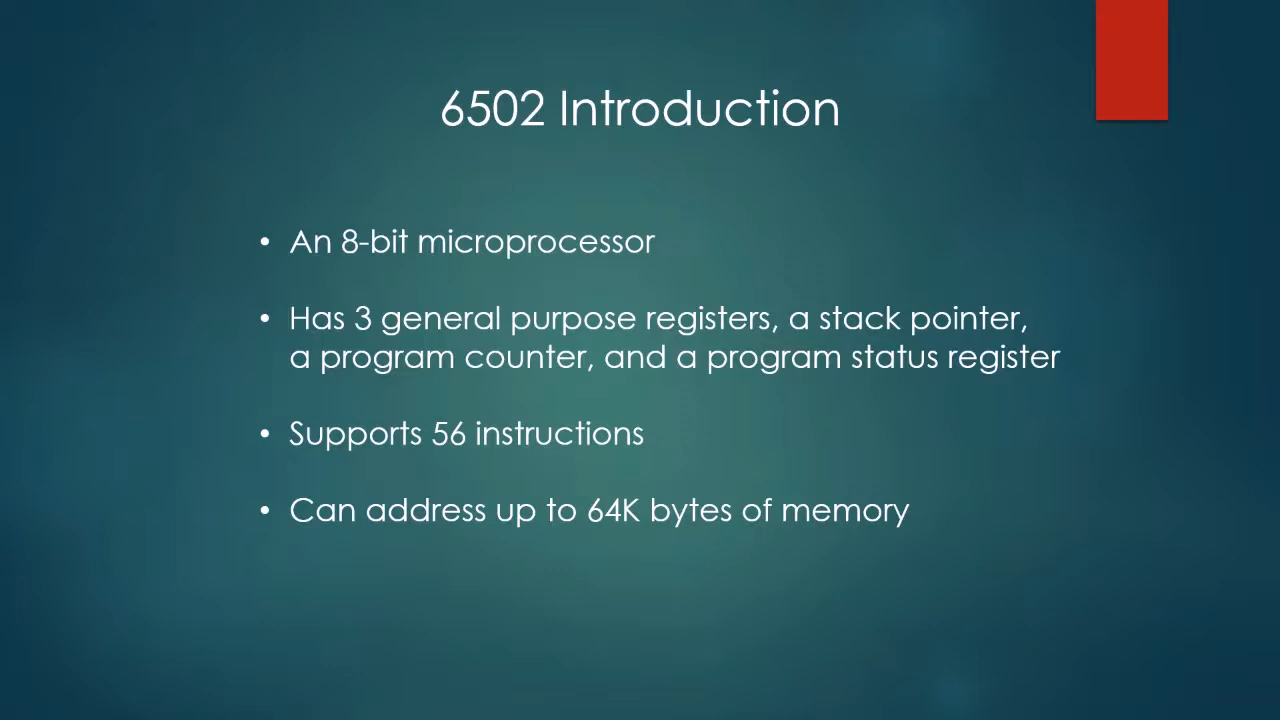 6502 Introduction
• An 8-bit microprocessor
• Has 3 general purpose registers, a stack pointer,
a program counter, and a program status register
• Supports 56 instructions
• Can address up to 64K bytes of memory